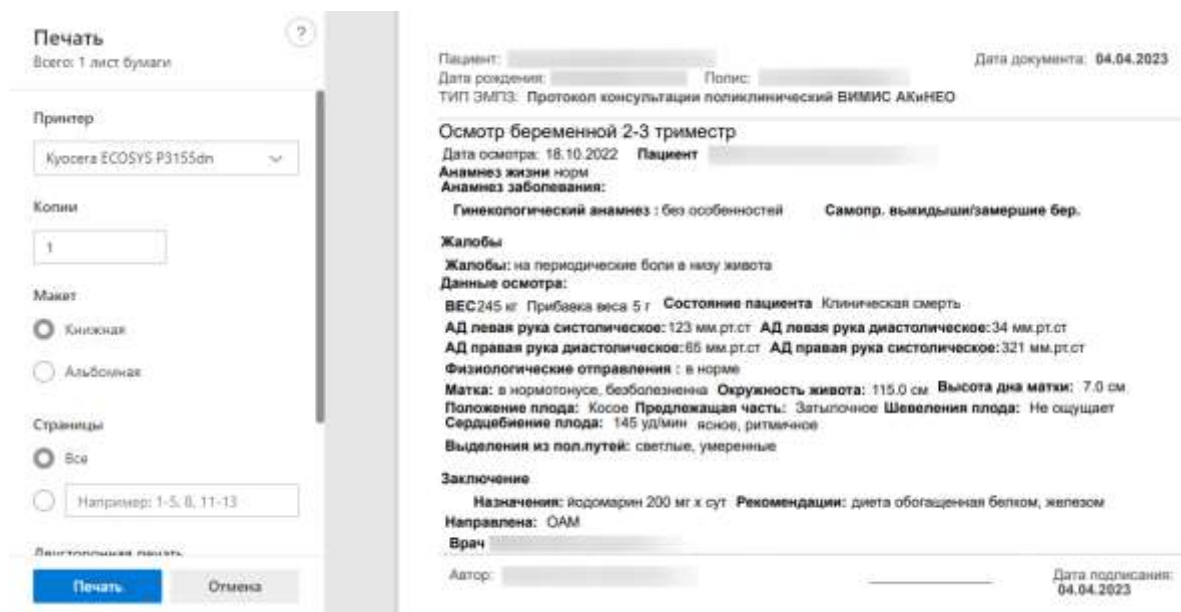 Печать
?
Всего: 1 лист бумаги
Принтер
Kyocera ECOSYS P3155dn
Копии
1
Макет
Книжная
Альбомная
Страницы
Все
Например: 1-5, 8, 11-13
Двусторонняя печать
Печать Отмена
Пациент: Дата документа: 04.04.2023
Дата рождения: Полис:
ТИП ЭМПЗ: Протокол консультации поликлинический ВИМИС АКиНЕО
Осмотр беременной 2-3 триместр
Дата осмотра: 18.10.2022 Пациент
Анамнез жизни норм
Анамнез заболевания:
Гинекологический анамнез : без особенностей Самопр. выкидыши/замершие бер.
Жалобы
Жалобы: на периодические боли в низу живота
Данные осмотра:
ВЕС245 кг Прибавка веса 5 г Состояние пациента Клиническая смерть
АД левая рука систолическое:123 мм.рт.ст АД левая рука диастолическое:34 мм.рт.ст
АД правая рука диастолическое:65 мм.рт.ст АД правая рука систолическое:321 мм.рт.ст
Физиологические отправления : в норме
Матка: в нормотонусе, безболезненна Окружность живота: 115.0 см Высота дна матки: 7.0 см
Положение плода: Косое Предлежащая часть: Затылочное Шевеления плода: Не ощущает
Сердцебиение плода: 145 уд/мин ясное, ритмичное
Выделения из пол.путей: светлые, умеренные
Заключение
Назначения: йодомарин 200 мг х сут Рекомендации: диета обогащенная белком, железом
Направлена: ОАМ
Врач
Автор: Дата подписания:
04.04.2023